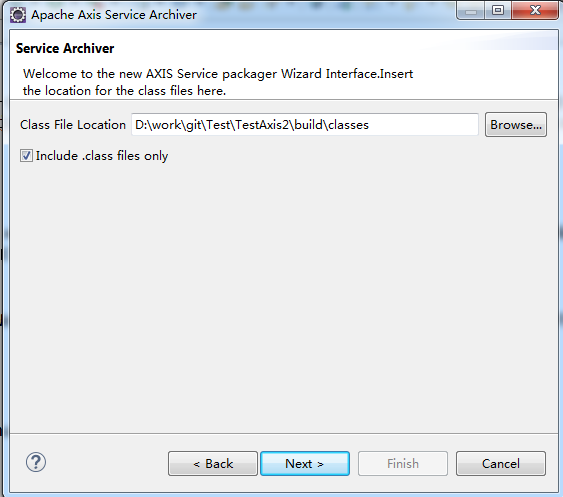 Apache Axis Service Archiver
Service Archiver
Welcome to the new AXIS Service packager Wizard Interface.Insert
the location for the class files here.
Class File Location D:\work\git\Test\TestAxis2\build\classes Browse...
Include .class files only
? < Back Next > Finish Cancel